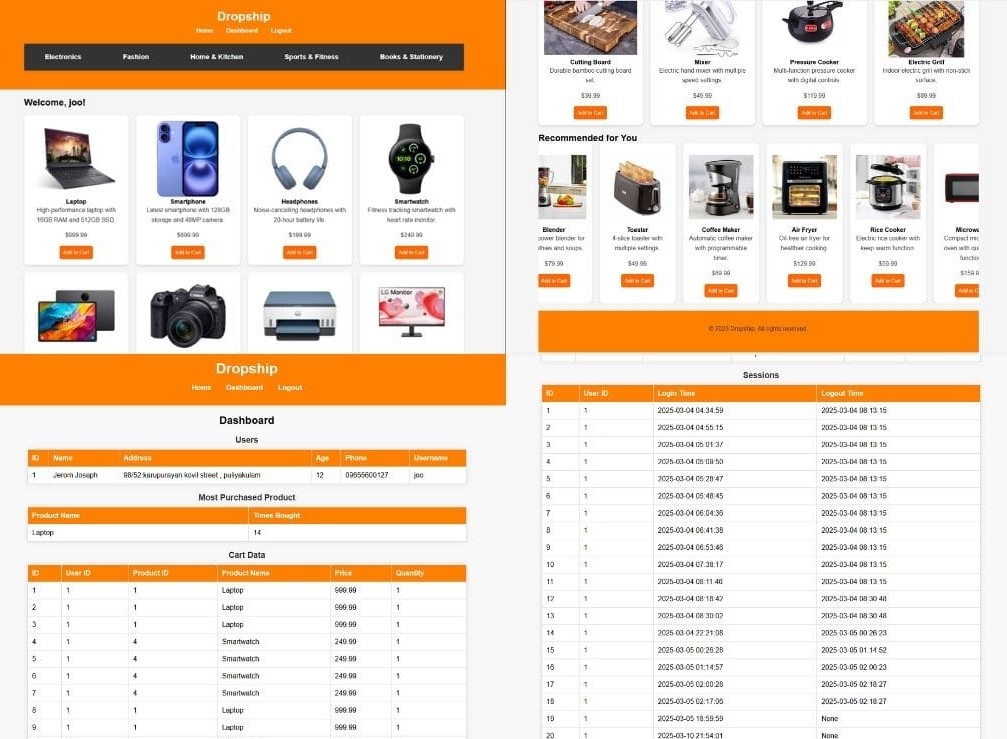 Dropship
Home Dashboard Logout
Electronics Fashion Home & Kitchen Sports & Fitness Books & Stationery
Welcome, joo!
Laptop
High-performance laptop with
16GB RAM and 512GB SSD.
$999.99
Add to Cart
Smartphone
Latest smartphone with 128GB
storage and 48MP camera.
$699.99
Add to Cart
Headphones
Noise-cancelling headphones with
20-hour battery life.
$199.99
Add to Cart
Smartwatch
Fitness tracking smartwatch with
heart rate monitor.
$249.99
Add to Cart
Canon
LG Monitor
Cutting Board
Durable bamboo cutting board
set.
$39.99
Add to Cart
Mixer
Electric hand mixer with multiple
speed settings.
$49.99
Add to Cart
Pressure Cooker
Multi-function pressure cooker
with digital controls.
$119.99
Add to Cart
Electric Grill
Indoor electric grill with non-stick
surface.
$89.99
Add to Cart
Recommended for You
Blender
power blender for
thies and soups.
$79.99
Add to Cart
Toaster
4-slice toaster with
multiple settings.
$49.99
Add to Cart
Coffee Maker
Automatic coffee maker
with programmable
timer.
$89.99
Add to Cart
Air Fryer
Oil-free air fryer for
healthier cooking.
$129.99
Add to Cart
Rice Cooker
Electric rice cooker with
keep warm function.
$59.99
Add to Cart
Microwa
Compact mic
oven with qu
functio
$159.9
Add to C
© 2025 Dropship. All rights reserved.
Dropship
Home Dashboard Logout
Dashboard
Users
ID Name Address Age Phone Username
1 Jerom Joseph 98/52 karupurayan kovil street , puliyakulam 12 09655600127 joo
Most Purchased Product
Product Name Times Bought
Laptop 14
Cart Data
ID User ID Product ID Product Name Price Quantity
1 1 1 Laptop 999.99 1
2 1 1 Laptop 999.99 1
3 1 1 Laptop 999.99 1
4 1 4 Smartwatch 249.99 1
5 1 4 Smartwatch 249.99 1
6 1 4 Smartwatch 249.99 1
7 1 4 Smartwatch 249.99 1
8 1 1 Laptop 999.99 1
9 1 1 Laptop 999.99 1
Sessions
ID User ID Login Time Logout Time
1 1 2025-03-04 04:34:59 2025-03-04 08:13:15
2 1 2025-03-04 04:55:15 2025-03-04 08:13:15
3 1 2025-03-04 05:01:37 2025-03-04 08:13:15
4 1 2025-03-04 05:09:50 2025-03-04 08:13:15
5 1 2025-03-04 05:28:47 2025-03-04 08:13:15
6 1 2025-03-04 05:48:45 2025-03-04 08:13:15
7 1 2025-03-04 06:04:36 2025-03-04 08:13:15
8 1 2025-03-04 06:41:38 2025-03-04 08:13:15
9 1 2025-03-04 06:53:46 2025-03-04 08:13:15
10 1 2025-03-04 07:38:17 2025-03-04 08:13:15
11 1 2025-03-04 08:11:46 2025-03-04 08:13:15
12 1 2025-03-04 08:18:42 2025-03-04 08:30:48
13 1 2025-03-04 08:30:02 2025-03-04 08:30:48
14 1 2025-03-04 22:21:08 2025-03-05 00:26:23
15 1 2025-03-05 00:26:28 2025-03-05 01:14:52
16 1 2025-03-05 01:14:57 2025-03-05 02:00:23
17 1 2025-03-05 02:00:28 2025-03-05 02:18:27
18 1 2025-03-05 02:17:06 2025-03-05 02:18:27
19 1 2025-03-05 18:59:59 None
20 1 2025-03-10 21:54:01 None